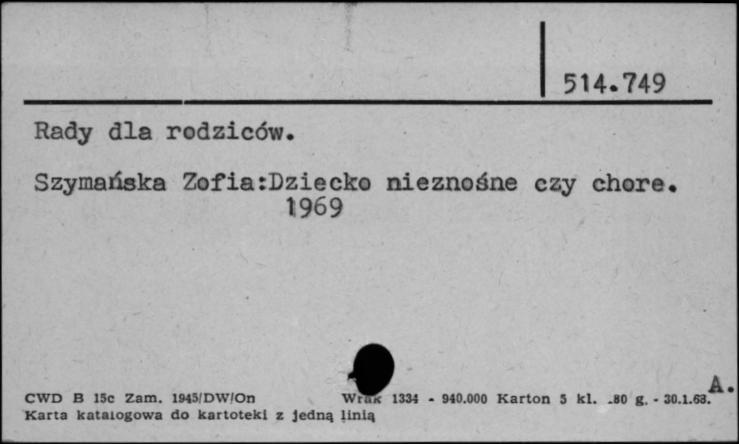 514.749
Rady dla rodziców.
Szymańska Zofia:Dziecko nieznośne czy chore.
1969
A.
CWD B 15c Zam. 1945/DW/On Wrak 1334 - 940.000 Karton 5 kl. 80 g. - 30.1.68.
Karta katalogowa do kartoteki z jedną linią